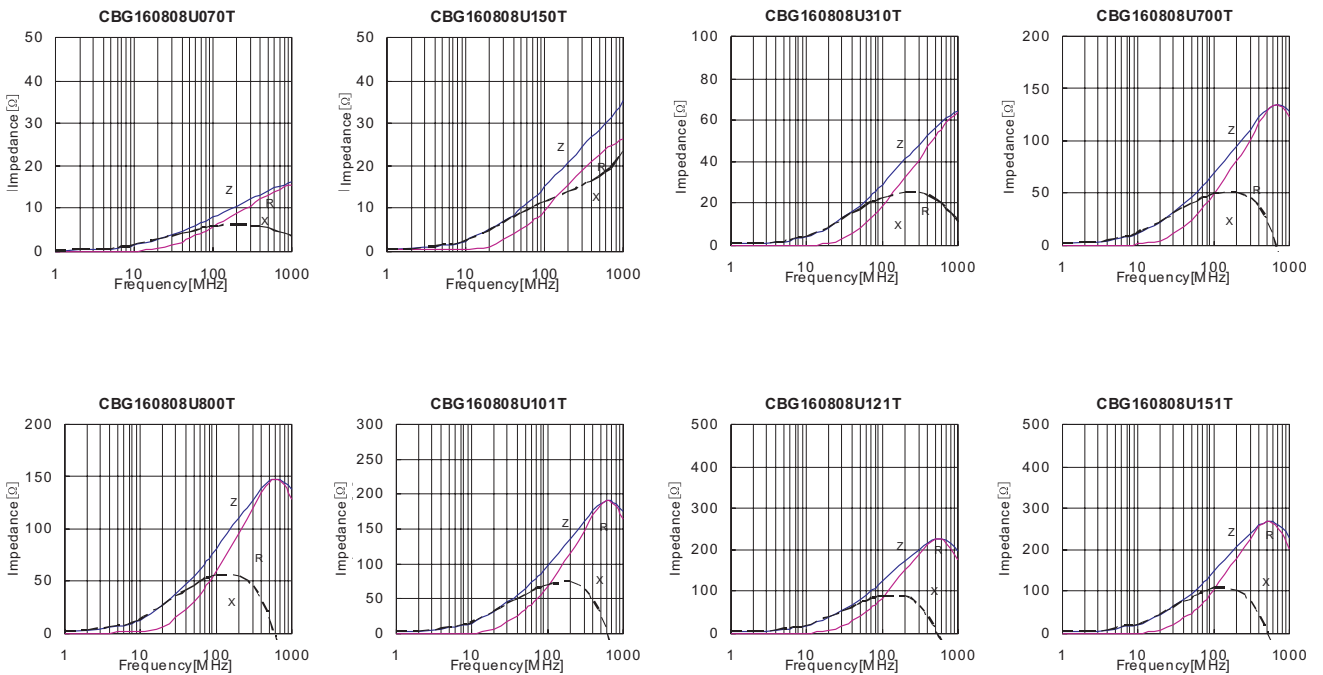 CBG160808U070T
50
40
30
20
10
0
Impedance[Ω]
Z
R
X
1 10 100 1000
Frequency[MHz]
CBG160808U150T
50
40
30
20
10
0
Impedance[Ω]
Z
R
X
1 10 100 1000
Frequency[MHz]
CBG160808U310T
100
80
60
40
20
0
Impedance[Ω]
Z
R
X
1 10 100 1000
Frequency[MHz]
CBG160808U700T
200
150
100
50
0
Impedance[Ω]
Z
R
X
1 10 100 1000
Frequency[MHz]
CBG160808U800T
200
150
100
50
0
Impedance[Ω]
Z
R
X
1 10 100 1000
Frequency[MHz]
CBG160808U101T
300
250
200
150
100
50
0
Impedance[Ω]
Z
R
X
1 10 100 1000
Frequency[MHz]
CBG160808U121T
500
400
300
200
100
0
Impedance[Ω]
Z
R
X
1 10 100 1000
Frequency[MHz]
CBG160808U151T
500
400
300
200
100
0
Impedance[Ω]
Z
R
X
1 10 100 1000
Frequency[MHz]